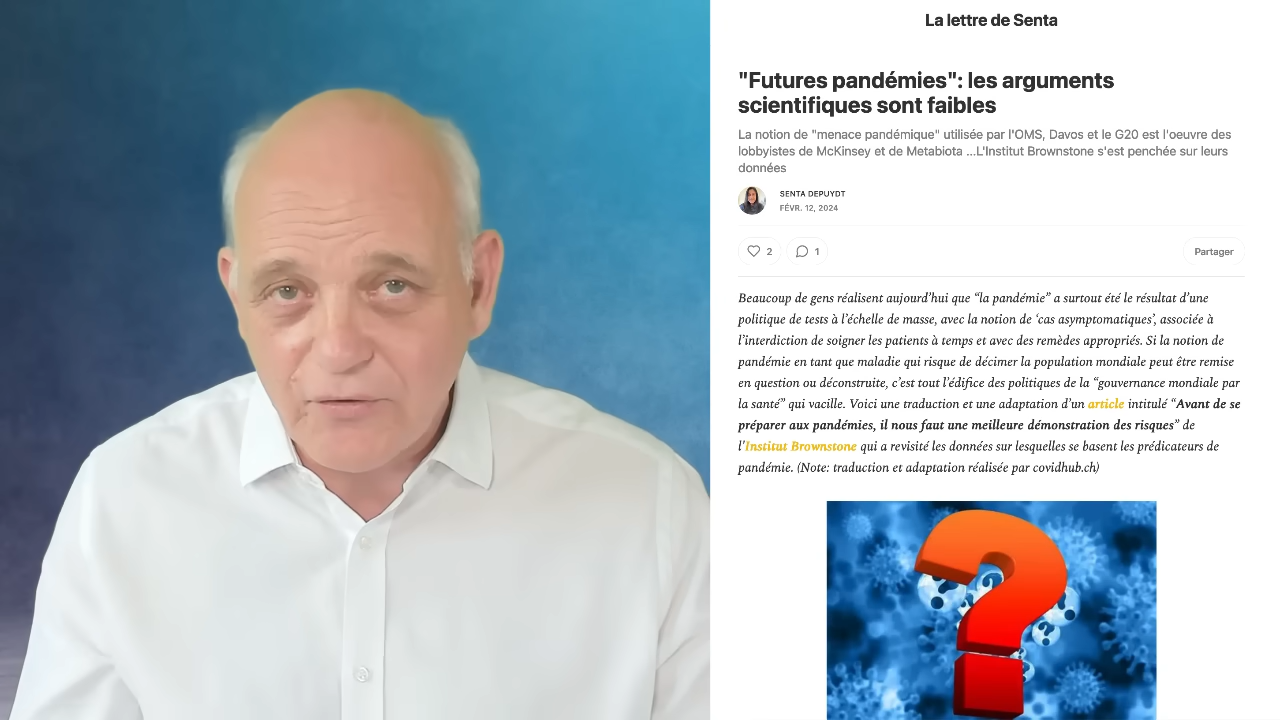 La lettre de Senta
"Futures pandémies": les arguments
scientifiques sont faibles
La notion de "menace pandémique" utilisée par l'OMS, Davos et le G20 est l'oeuvre des
lobbyistes de McKinsey et de Metabiota ...L'Institut Brownstone s'est penchée sur leurs
données
SENTA DEPUYDT
FÉVR. 12, 2024
2
1
Partager
Beaucoup de gens réalisent aujourd'hui que “la pandémie” a surtout été le résultat d'une
politique de tests à l'échelle de masse, avec la notion de ‘cas asymptomatiques’, associée à
l'interdiction de soigner les patients à temps et avec des remèdes appropriés. Si la notion de
pandémie en tant que maladie qui risque de décimer la population mondiale peut être remise
en question ou déconstruite, c'est tout l'édifice des politiques de la “gouvernance mondiale par
la santé” qui vacille. Voici une traduction et une adaptation d'un article intitulé “Avant de se
préparer aux pandémies, il nous faut une meilleure démonstration des risques” de
l'Institut Brownstone qui a revisité les données sur lesquelles se basent les prédicateurs de
pandémie. (Note: traduction et adaptation réalisée par covidhub.ch)